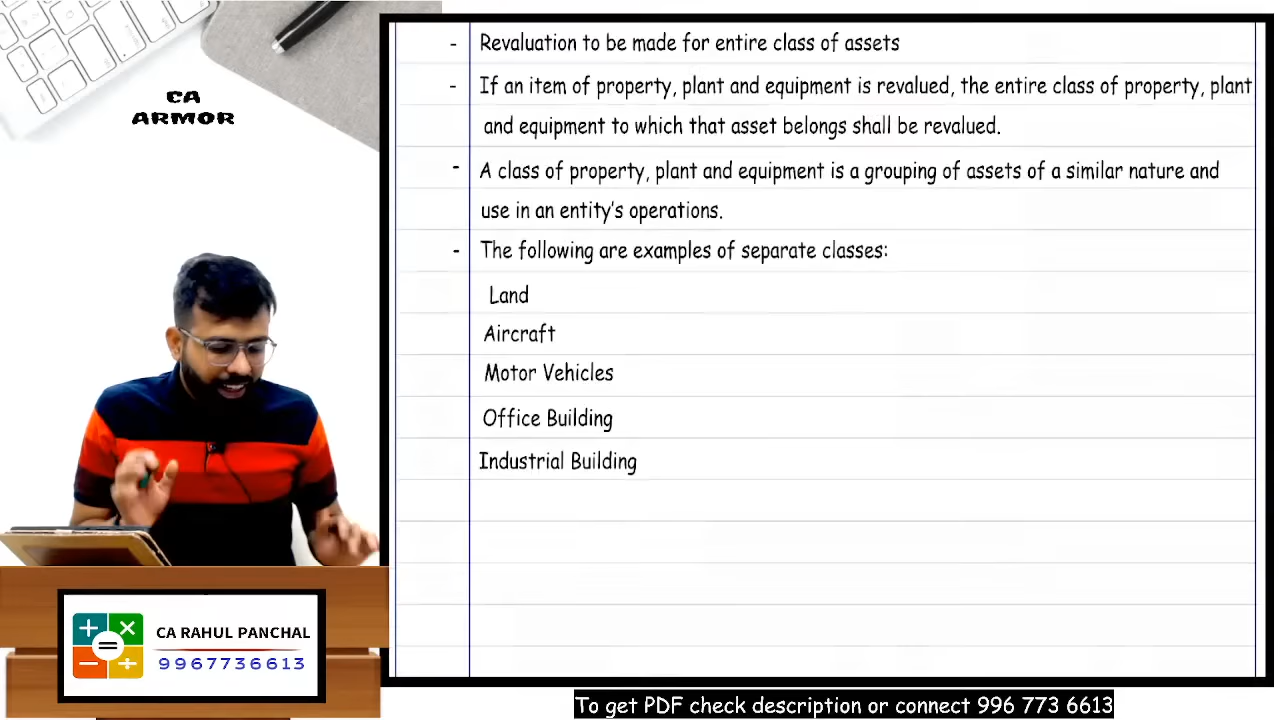 CA
ARMOR
- Revaluation to be made for entire class of assets
- If an item of property, plant and equipment is revalued, the entire class of property, plant
and equipment to which that asset belongs shall be revalued.
- A class of property, plant and equipment is a grouping of assets of a similar nature and
use in an entity's operations.
- The following are examples of separate classes:
Land
Aircraft
Motor Vehicles
Office Building
Industrial Building
CA RAHUL PANCHAL
9967736613
To get PDF check description or connect 996 773 6613